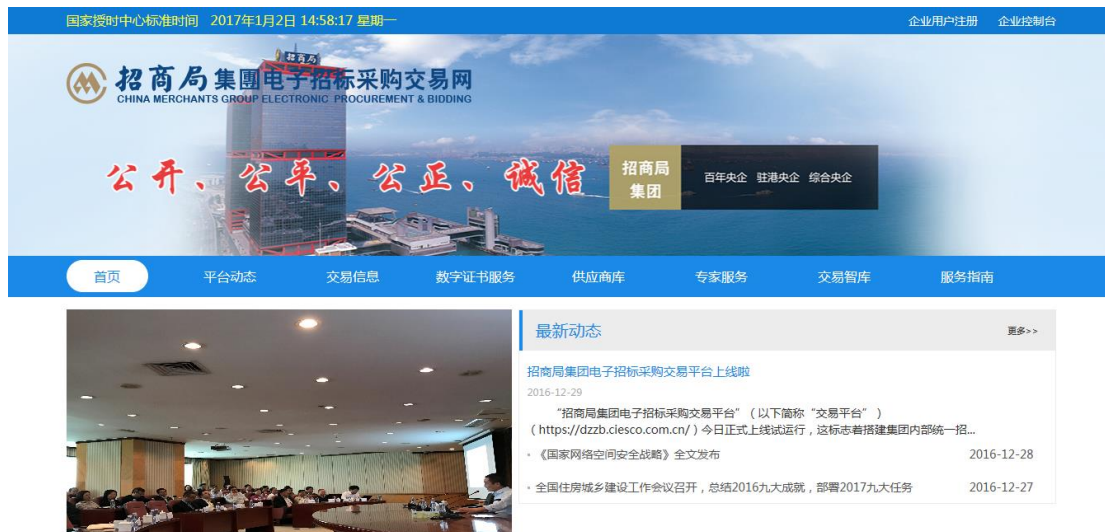 国家授时中心标准时间 2017年1月2日 14:58:17 星期一
企业用户注册 企业控制台
招商局
招商局集團电子招标采购交易网
CHINA MERCHANTS GROUP ELECTRONIC PROCUREMENT & BIDDING
公开、公平、公正、诚信
招商局
集团
百年央企 驻港央企 综合央企
首页 平台动态 交易信息 数字证书服务 供应商库 专家服务 交易智库 服务指南
最新动态 更多>>
招商局集团电子招标采购交易平台上线啦
2016-12-29
“招商局集团电子招标采购交易平台”(以下简称“交易平台”)
(https://dzzb.ciesco.com.cn/)今日正式上线试运行,这标志着搭建集团内部统一招...
《国家网络空间安全战略》全文发布 2016-12-28
全国住房城乡建设工作会议召开,总结2016九大成就,部署2017九大任务 2016-12-27